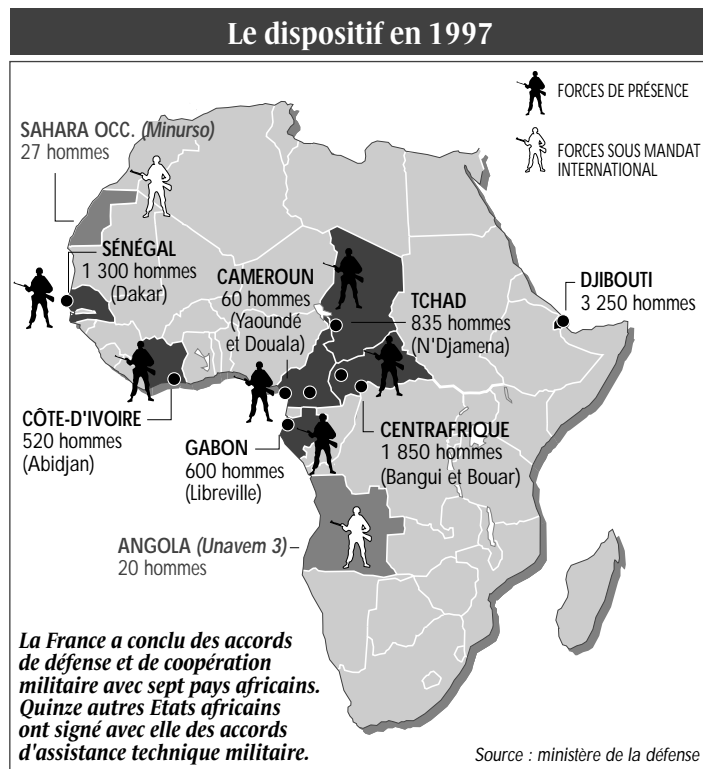 Le dispositif en 1997
FORCES DE PRÉSENCE
FORCES SOUS MANDAT
INTERNATIONAL
SAHARA OCC. (Minurso)
27 hommes
SÉNÉGAL
1 300 hommes
(Dakar)
CAMEROUN
60 hommes
(Yaoundé
et Douala)
TCHAD
835 hommes
(N'Djamena)
DJIBOUTI
3 250 hommes
CÔTE-D'IVOIRE
520 hommes
(Abidjan)
GABON
600 hommes
(Libreville)
CENTRAFRIQUE
1 850 hommes
(Bangui et Bouar)
ANGOLA (Unavem 3)
20 hommes
La France a conclu des accords
de défense et de coopération
militaire avec sept pays africains.
Quinze autres Etats africains
ont signé avec elle des accords
d'assistance technique militaire.
Source : ministère de la défense